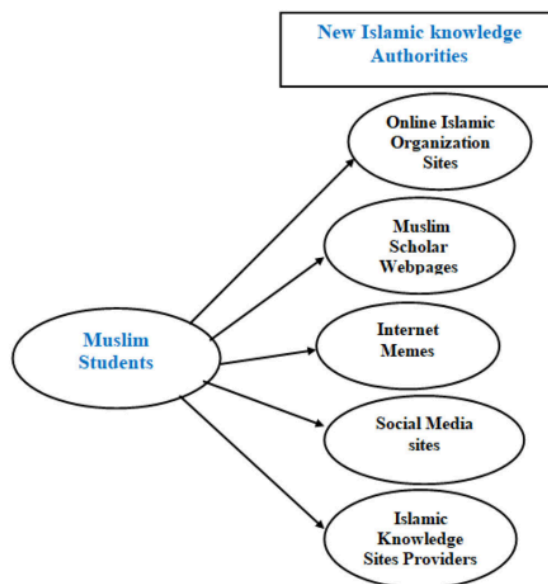 New Islamic knowledge
Authorities
Online Islamic
Organization
Sites
Muslim
Scholar
Webpages
Muslim
Students
Internet
Memes
Social Media
sites
Islamic
Knowledge
Sites Providers